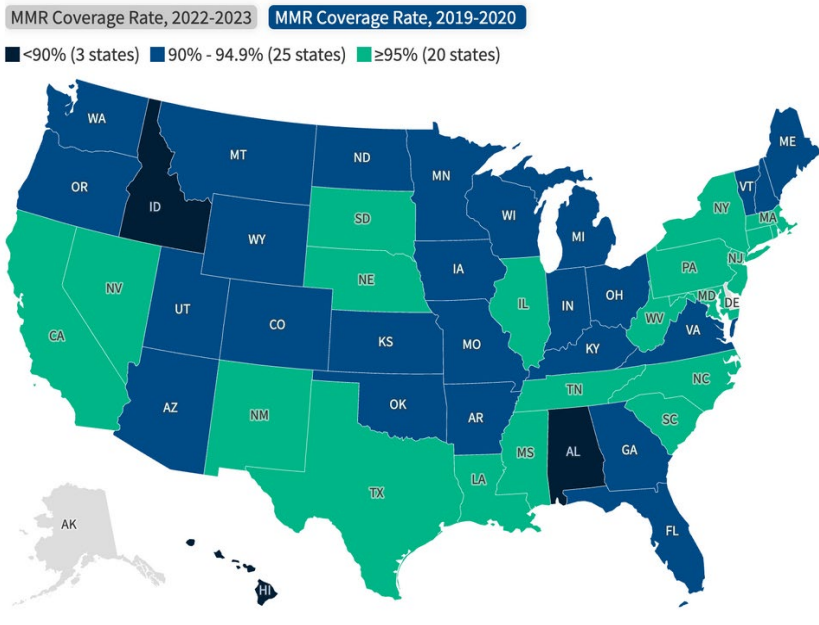 MMR Coverage Rate, 2022-2023 MMR Coverage Rate, 2019-2020
<90% (3 states) 90% - 94.9% (25 states) ≥95% (20 states)
WA
ME
MT
ND
MN
VT
OR
ID
SD
WI
NY
MA
WY
MI
IA
NE
PA
NJ
NV
IL
IN
OH
MD
DE
UT
CO
WV
CA
KS
MO
KY
VA
AZ
OK
TN
NC
NM
AR
SC
MS
AL
GA
LA
TX
AK
FL
HI